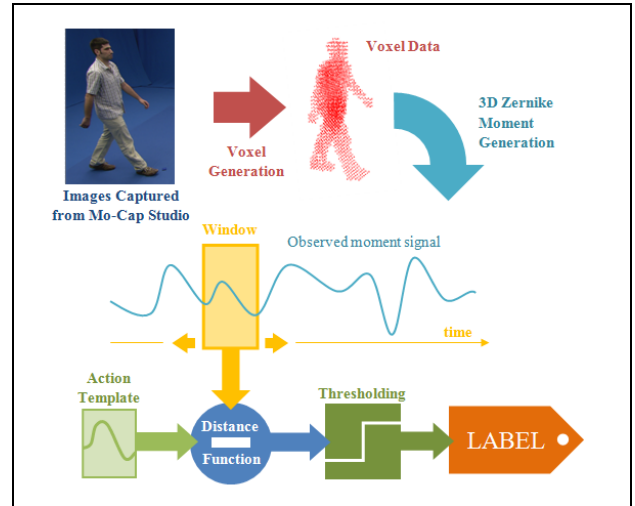 Voxel Data
3D Zernike
Moment
Generation
Voxel
Generation
Images Captured
from Mo-Cap Studio
Window
Observed moment signal
time
Action
Template
Distance
Function
Thresholding
LABEL